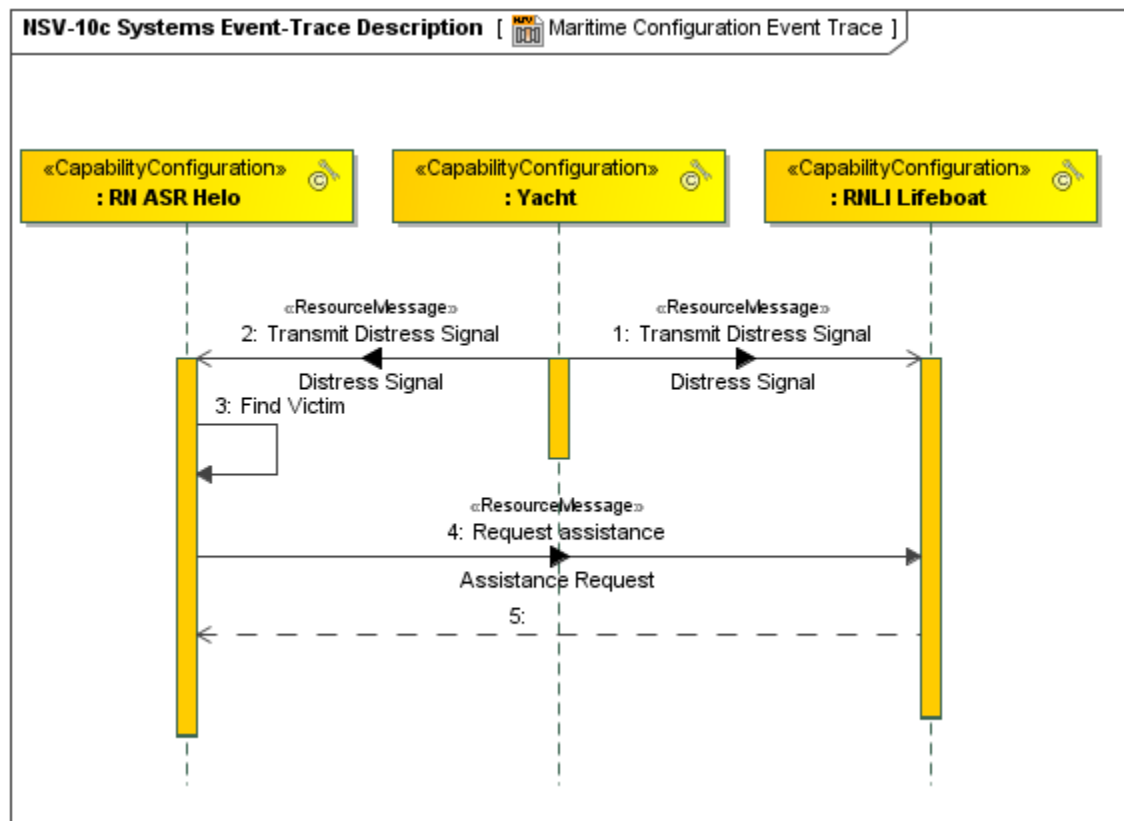 NSV-10c Systems Event-Trace Description [ NSV Maritime Configuration Event Trace ]
«CapabilityConfiguration» ©
: RN ASR Helo
«CapabilityConfiguration» ©
: Yacht
«CapabilityConfiguration» ©
: RNLI Lifeboat
«ResourceMessage»
2: Transmit Distress Signal
Distress Signal
«ResourceMessage»
1: Transmit Distress Signal
Distress Signal
3: Find Victim
«ResourceMessage»
4: Request assistance
Assistance Request
5: